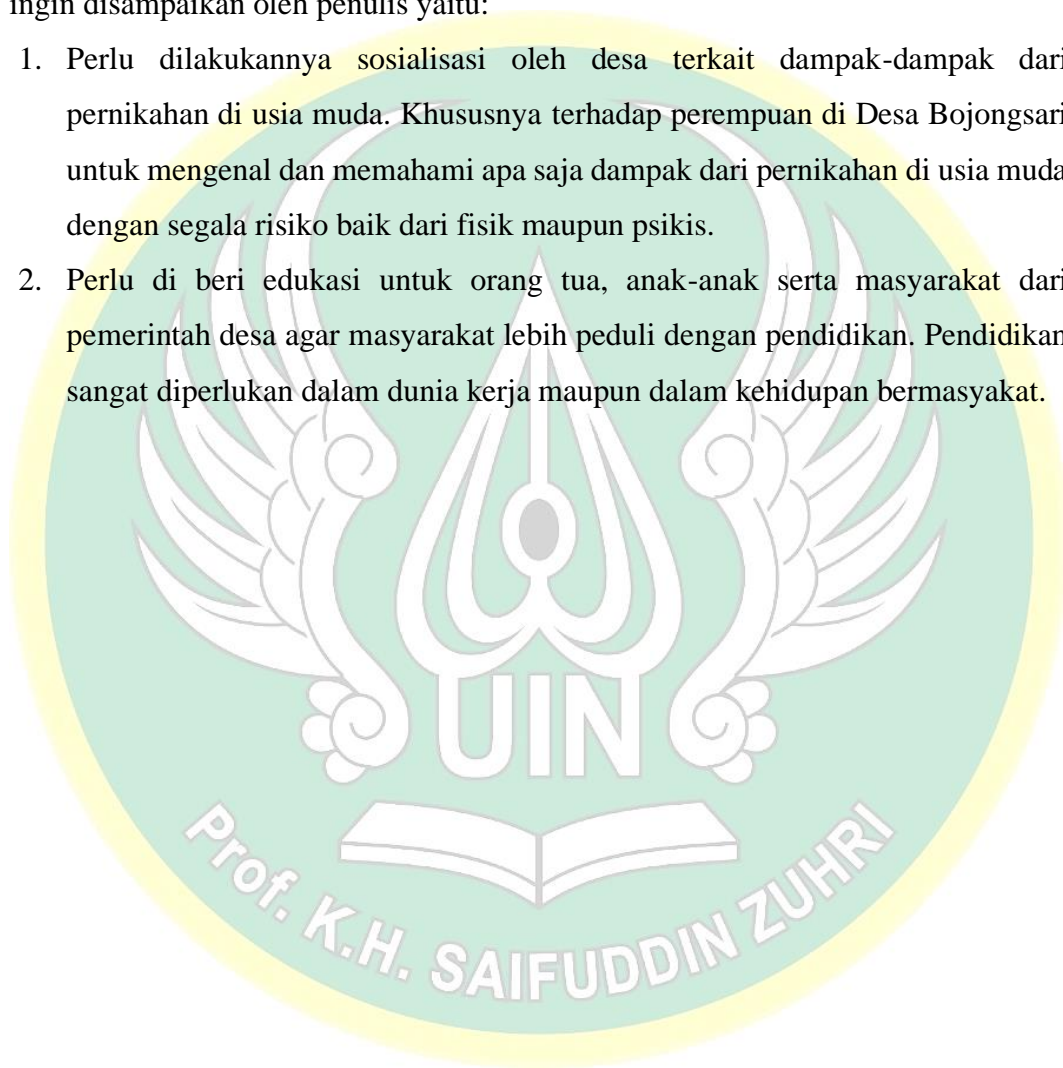 ingin disampaikan oleh penulis yaitu:
1. Perlu dilakukannya sosialisasi oleh desa terkait dampak-dampak dari
pernikahan di usia muda. Khususnya terhadap perempuan di Desa Bojongsari
untuk mengenal dan memahami apa saja dampak dari pernikahan di usia muda
dengan segala risiko baik dari fisik maupun psikis.
2. Perlu di beri edukasi untuk orang tua, anak-anak serta masyarakat dari
pemerintah desa agar masyarakat lebih peduli dengan pendidikan. Pendidikan
sangat diperlukan dalam dunia kerja maupun dalam kehidupan bermasyakat.
UIN
Prof. K.H. SAIFUDDIN ZUHRI